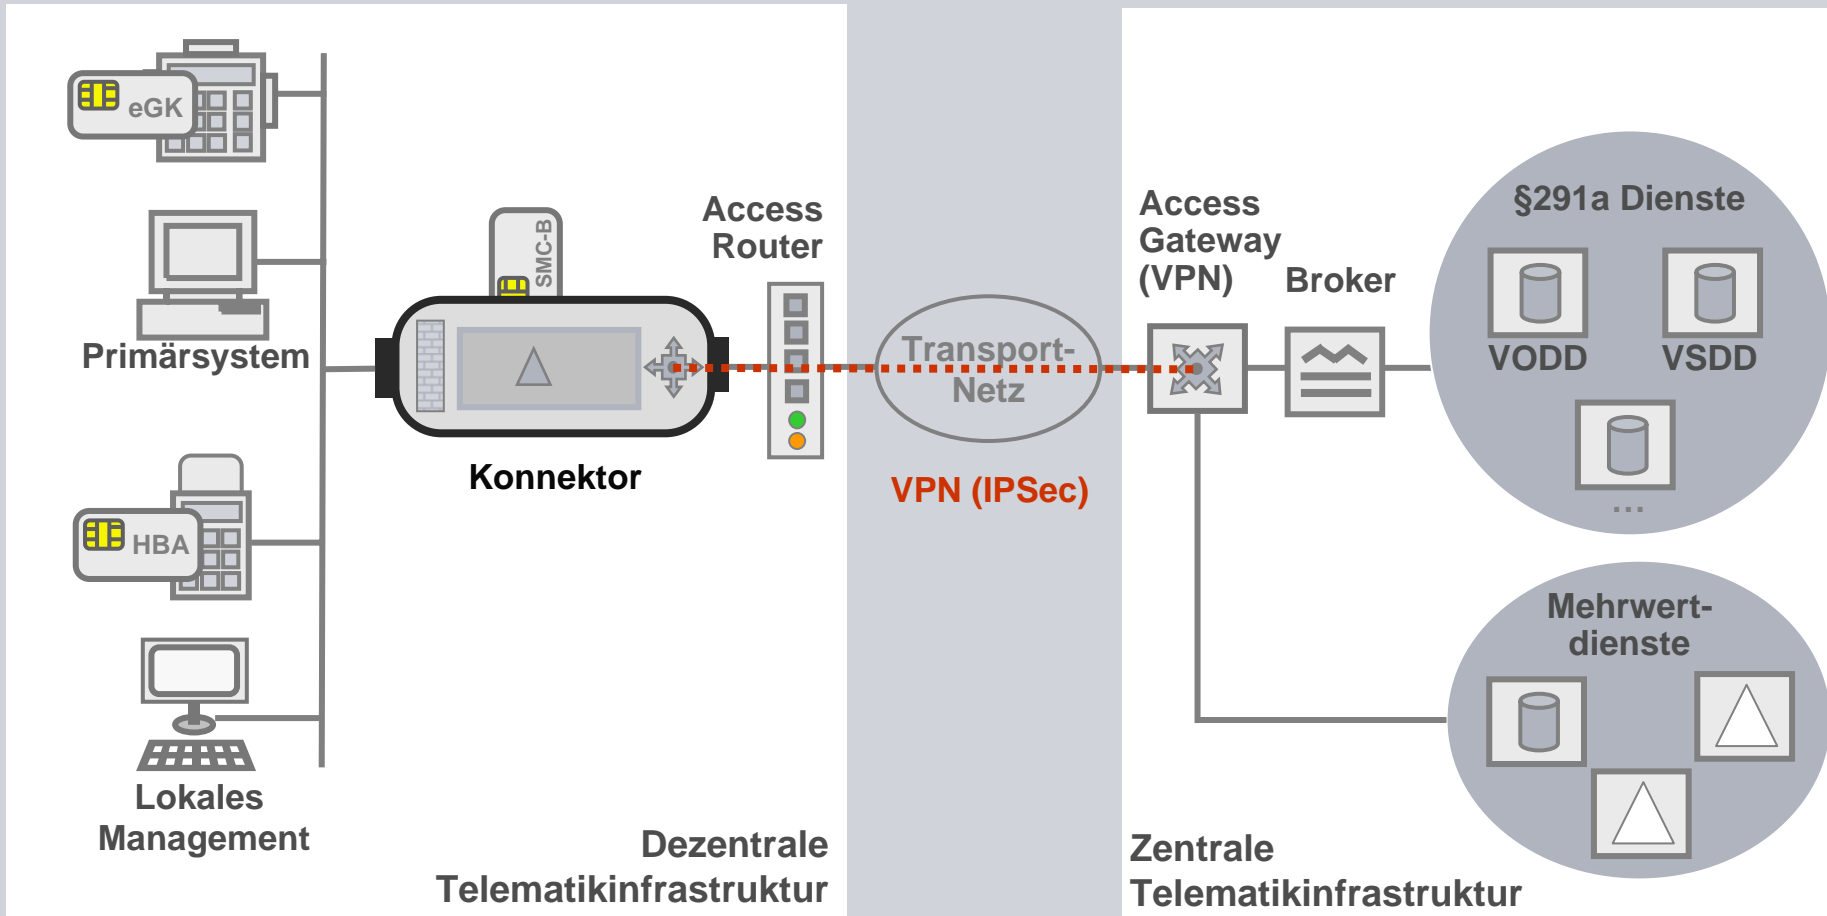 eGK
Primärsystem
HBA
Lokales
Management
SMC-B
Konnektor
Access
Router
Dezentrale
Telematikinfrastruktur
Transport-
Netz
VPN (IPSec)
Access
Gateway
(VPN)
Broker
§291a Dienste
VODD
VSDD
...
Mehrwert-
dienste
Zentrale
Telematikinfrastruktur